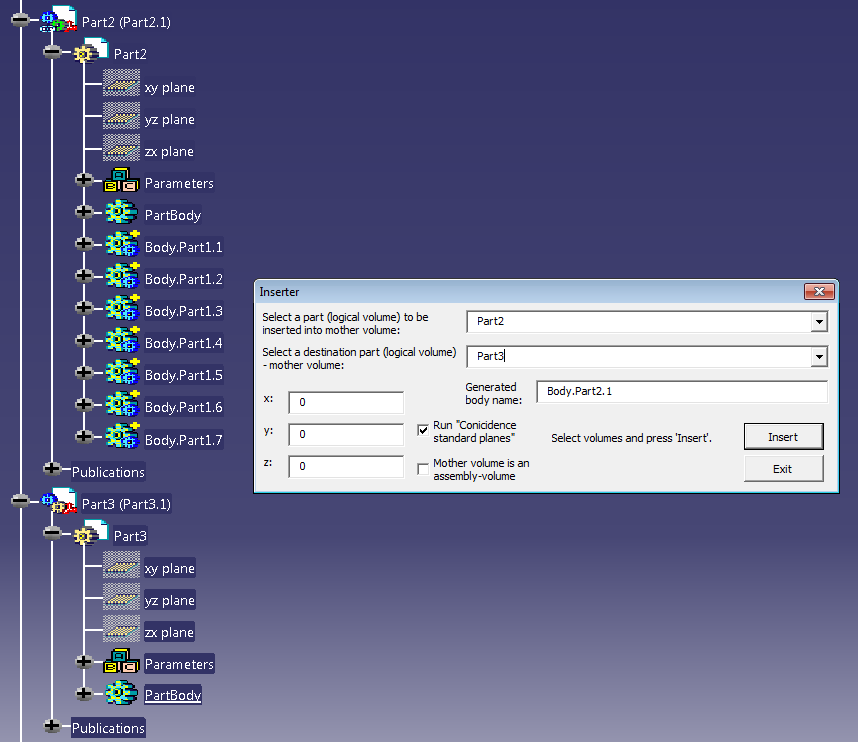 Part2 (Part2.1)
Part2
xy plane
yz plane
zx plane
Parameters
PartBody
Body.Part1.1
Body.Part1.2
Body.Part1.3
Body.Part1.4
Body.Part1.5
Body.Part1.6
Body.Part1.7
Publications
Part3 (Part3.1)
Part3
xy plane
yz plane
zx plane
Parameters
PartBody
Publications
Inserter
Select a part (logical volume) to be
inserted into mother volume:
Part2
Select a destination part (logical volume)
- mother volume:
Part3
x:
0
y:
0
z:
0
Generated
body name:
Body.Part2.1
Run "Conicidence
standard planes"
Mother volume is an
assembly-volume
Select volumes and press 'Insert'.
Insert
Exit